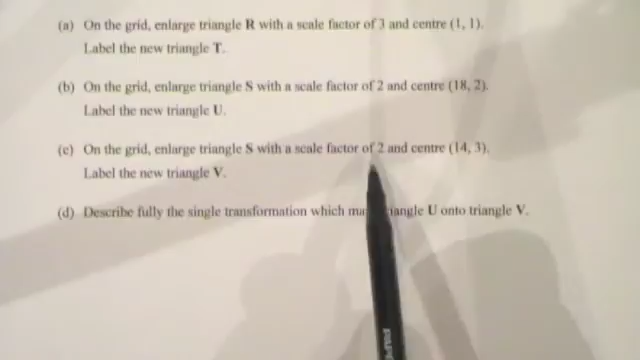 (a) On the grid, enlarge triangle R with a scale factor of 3 and centre (1, 1).
Label the new triangle T.
(b) On the grid, enlarge triangle S with a scale factor of 2 and centre (18, 2).
Label the new triangle U.
(c) On the grid, enlarge triangle S with a scale factor of 2 and centre (14, 3).
Label the new triangle V.
(d) Describe fully the single transformation which U onto triangle V.